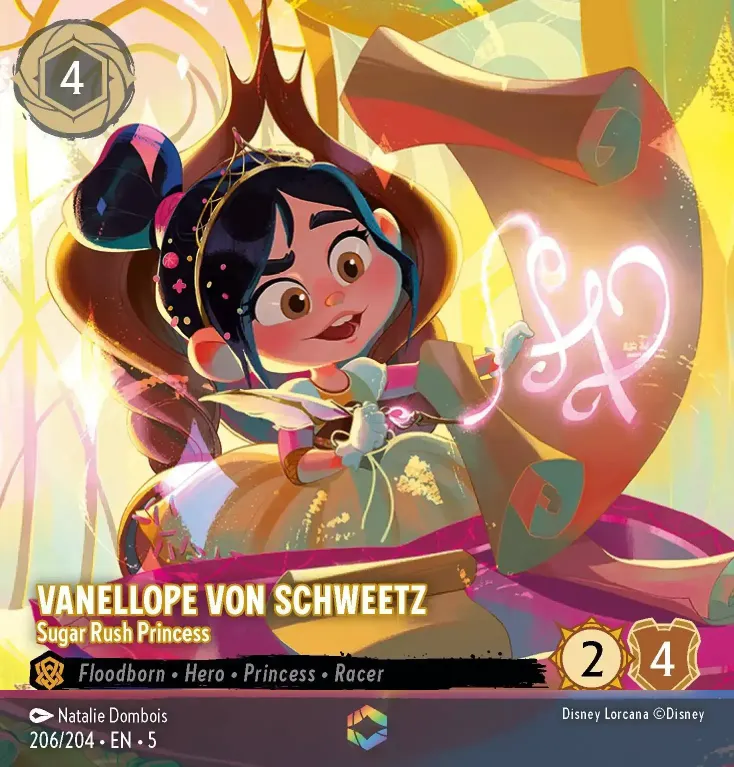 4
VANELLOPE VON SCHWEETZ
Sugar Rush Princess
Floodborn • Hero • Princess • Racer
2
4
Natalie Dombois
Disney Lorcana ©Disney
206/204 • EN • 5